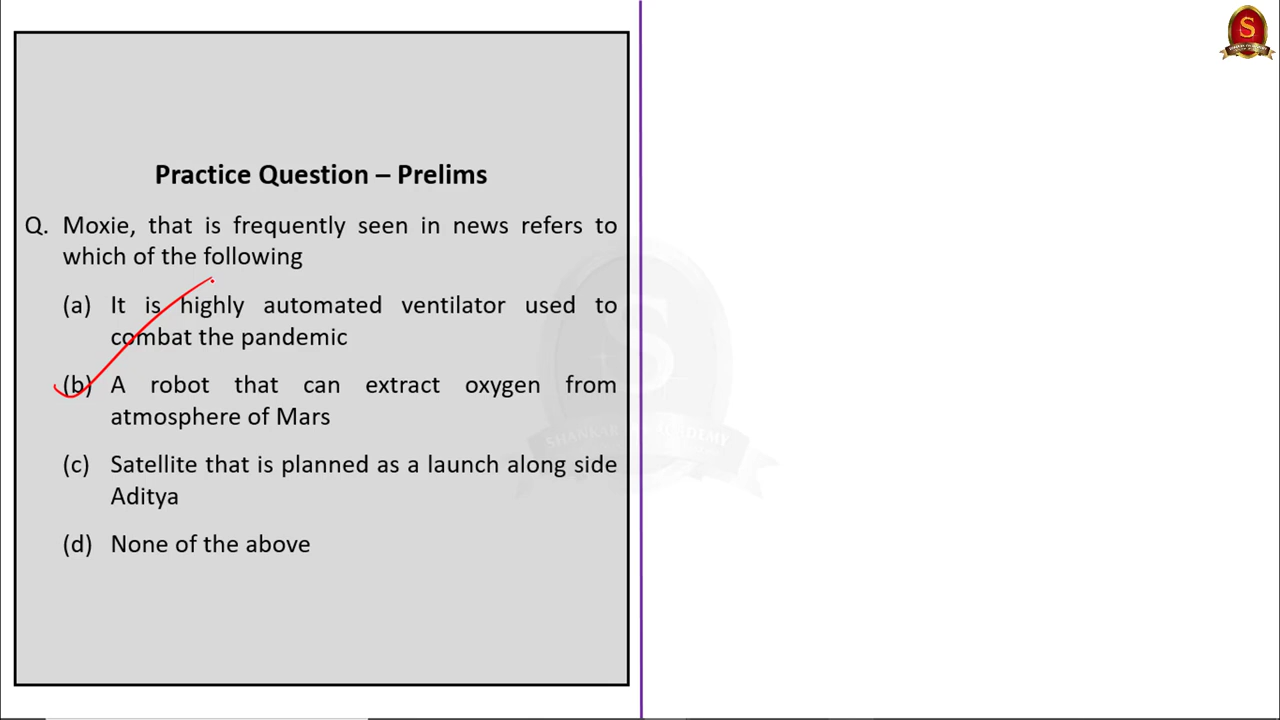 Practice Question – Prelims
Q. Moxie, that is frequently seen in news refers to
which of the following
(a) It is highly automated ventilator used to
combat the pandemic
(b) A robot that can extract oxygen from
atmosphere of Mars
(c) Satellite that is planned as a launch along side
Aditya
(d) None of the above
S